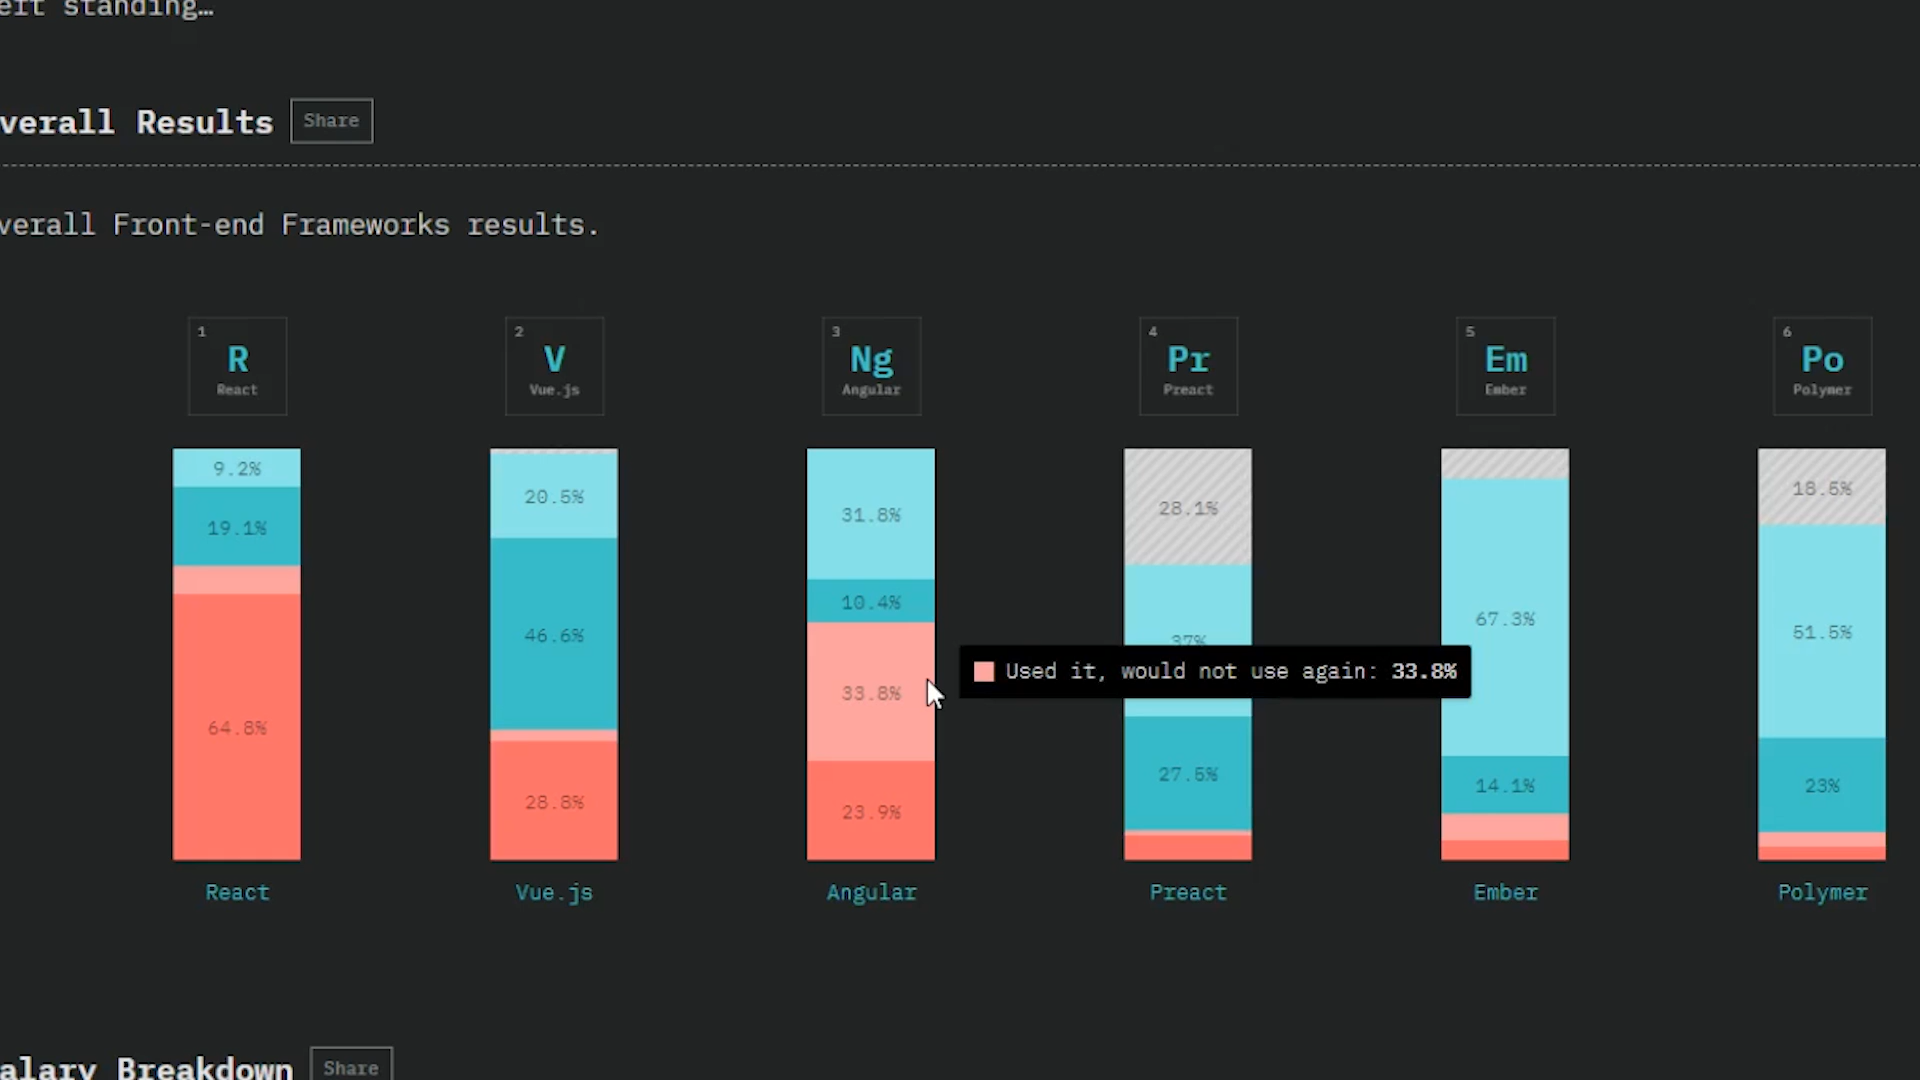 eft standing…
verall Results Share
verall Front-end Frameworks results.
1 2 3 4 5 6
R V Ng Pr Em Po
React Vue.js Angular Preact Ember Polymer
9.2% 20.5% 31.8% 28.1% 67.3% 18.5%
19.1% 46.6% 10.4% 37% 14.1% 51.5%
64.8% 28.8% 33.8% 27.5% 23%
23.9%
Used it, would not use again: 33.8%
React Vue.js Angular Preact Ember Polymer
alary Breakdown Share